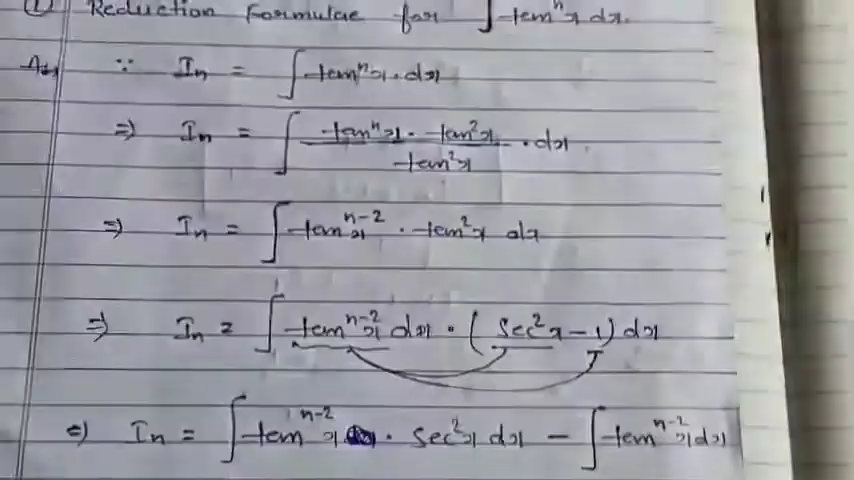 (1) Reduction Formulae for ∫ tanⁿx dx.
Ans ∵ Iₙ = ∫ tanⁿx · dx
⇒ Iₙ = ∫ (tanⁿx · tan²x / tan²x) · dx.
⇒ Iₙ = ∫ tanⁿ⁻²x · tan²x dx
⇒ Iₙ = ∫ tanⁿ⁻²x dx · (sec²x − 1) dx
⇒ Iₙ = ∫ tanⁿ⁻²x · sec²x dx − ∫ tanⁿ⁻²x dx